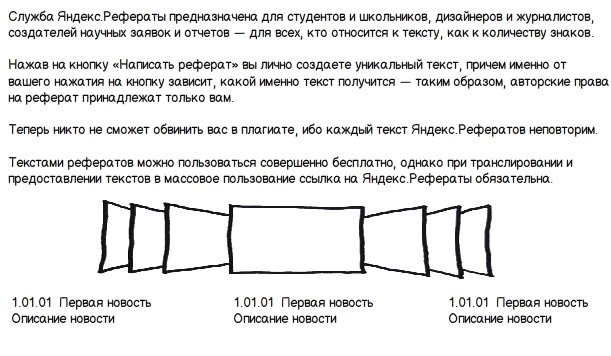 Служба Яндекс.Рефераты предназначена для студентов и школьников, дизайнеров и журналистов,
создателей научных заявок и отчетов — для всех, кто относится к тексту, как к количеству знаков.
Нажав на кнопку «Написать реферат» вы лично создаете уникальный текст, причем именно от
вашего нажатия на кнопку зависит, какой именно текст получится — таким образом, авторские права
на реферат принадлежат только вам.
Теперь никто не сможет обвинить вас в плагиате, ибо каждый текст Яндекс.Рефератов неповторим.
Текстами рефератов можно пользоваться совершенно бесплатно, однако при транслировании и
предоставлении текстов в массовое пользование ссылка на Яндекс.Рефераты обязательна.
1.01.01 Первая новость 1.01.01 Первая новость 1.01.01 Первая новость
Описание новости Описание новости Описание новости